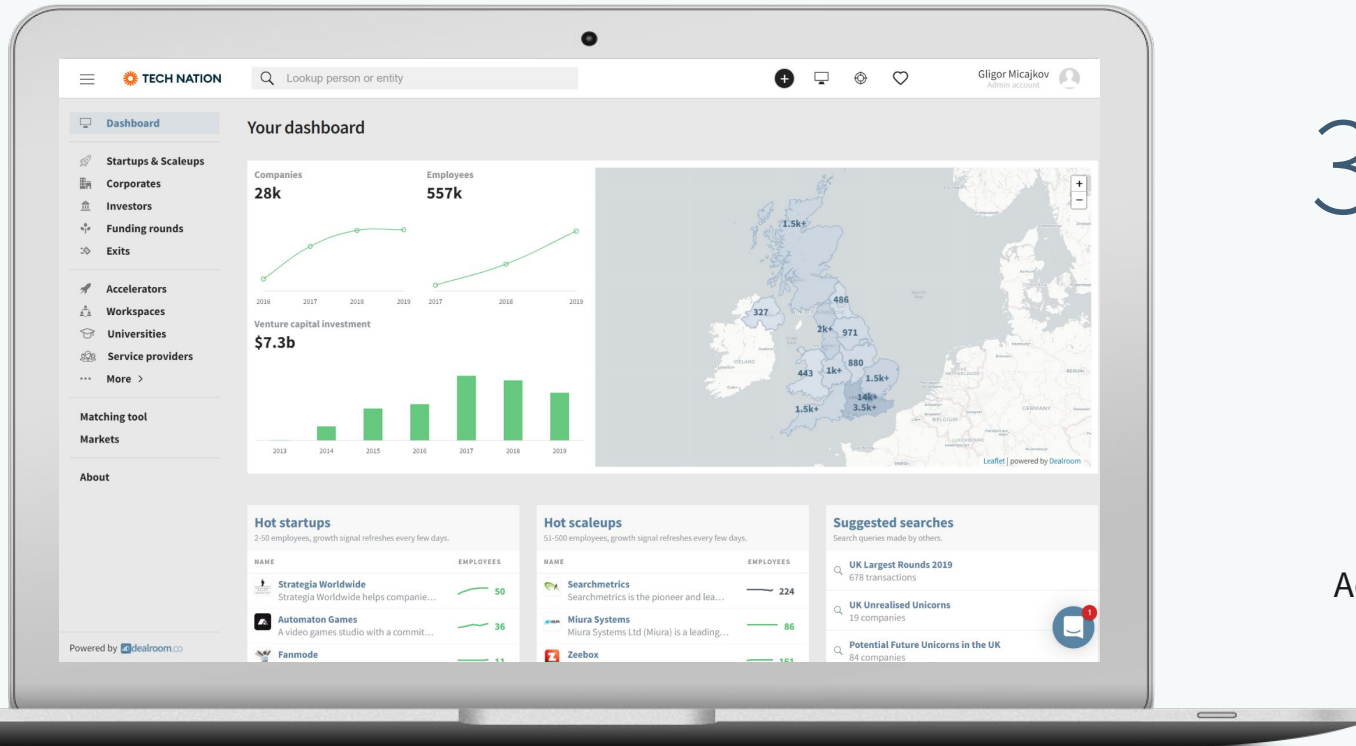 TECH NATION
Lookup person or entity
Gligor Micajkov
Admin account
Dashboard
Startups & Scaleups
Corporates
Investors
Funding rounds
Exits
Accelerators
Workspaces
Universities
Service providers
More >
Matching tool
Markets
About
Powered by dealroom.co
Your dashboard
Companies
28k
2016 2017 2018 2019
Employees
557k
2017 2018 2019
Venture capital investment
$7.3b
2013 2014 2015 2016 2017 2018 2019
+
−
1.5k+
486
327
2k+ 971
880
443 1k+ 1.5k+
14k+
1.5k+ 3.5k+
IRELAND
BERLIN
GERMANY
BELGIUM
Leaflet | powered by Dealroom
Hot startups
2-50 employees, growth signal refreshes every few days.
NAME EMPLOYEES
Strategia Worldwide
Strategia Worldwide helps companie...
50
Automaton Games
A video games studio with a commit...
36
Fanmode
11
Hot scaleups
51-500 employees, growth signal refreshes every few days.
NAME EMPLOYEES
Searchmetrics
Searchmetrics is the pioneer and lea...
224
Miura Systems
Miura Systems Ltd (Miura) is a leading...
86
Zeebox
161
Suggested searches
Search queries made by others.
UK Largest Rounds 2019
678 transactions
UK Unrealised Unicorns
19 companies
Potential Future Unicorns in the UK
84 companies
1
3